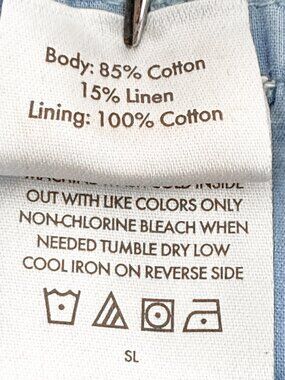 Body: 85% Cotton
15% Linen
Lining: 100% Cotton
INSIDE
OUT WITH LIKE COLORS ONLY
NON-CHLORINE BLEACH WHEN
NEEDED TUMBLE DRY LOW
COOL IRON ON REVERSE SIDE
SL